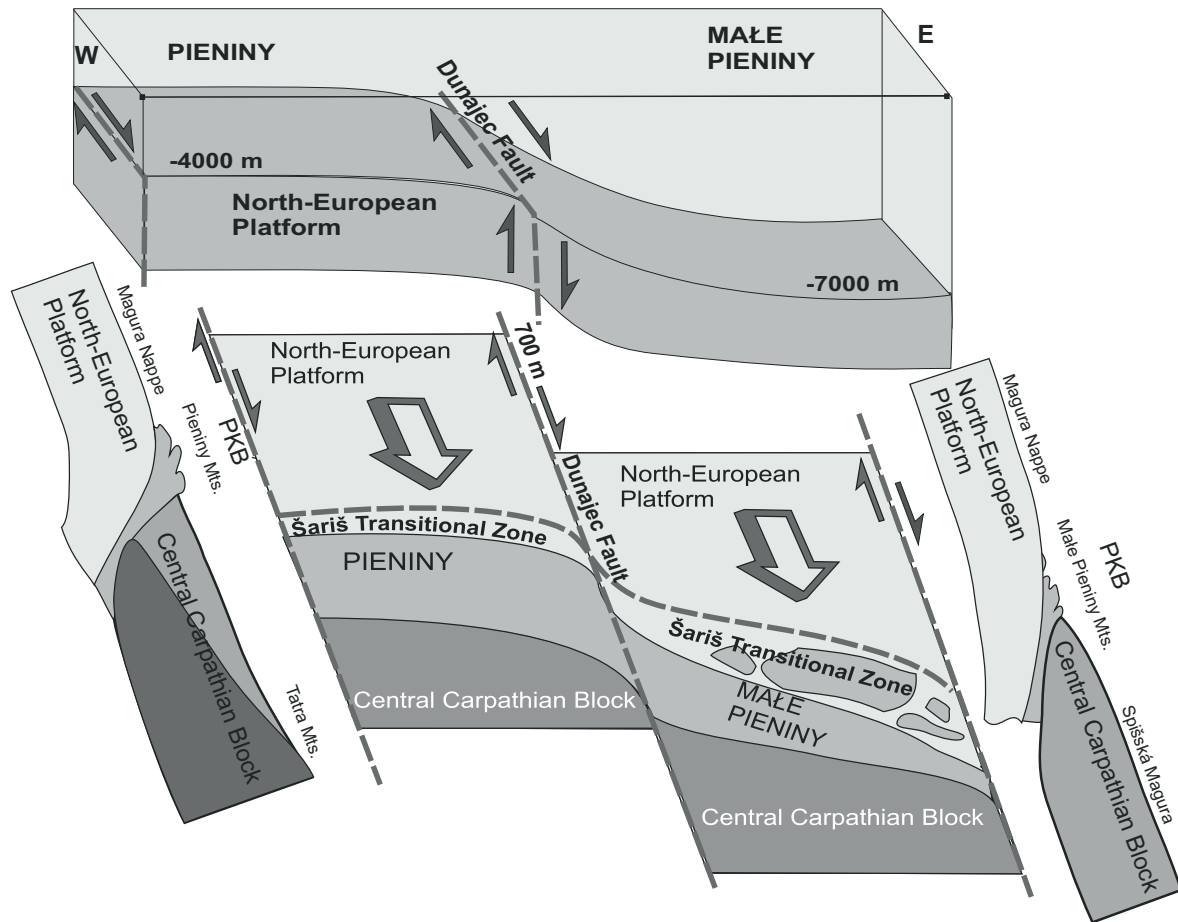 W
PIENINY
MAŁE
PIENINY
E
Dunajec Fault
-4000 m
North-European
Platform
-7000 m
North-European
Platform
Magura Nappe
Pieniny Mts.
PKB
Central Carpathian Block
Tatra Mts.
North-European
Platform
700 m
Dunajec Fault
Šariš Transitional Zone
PIENINY
Central Carpathian Block
North-European
Platform
Šariš Transitional Zone
MAŁE
PIENINY
Central Carpathian Block
North-European
Platform
Magura Nappe
PKB
Małe Pieniny Mts.
Central Carpathian Block
Spišská Magura